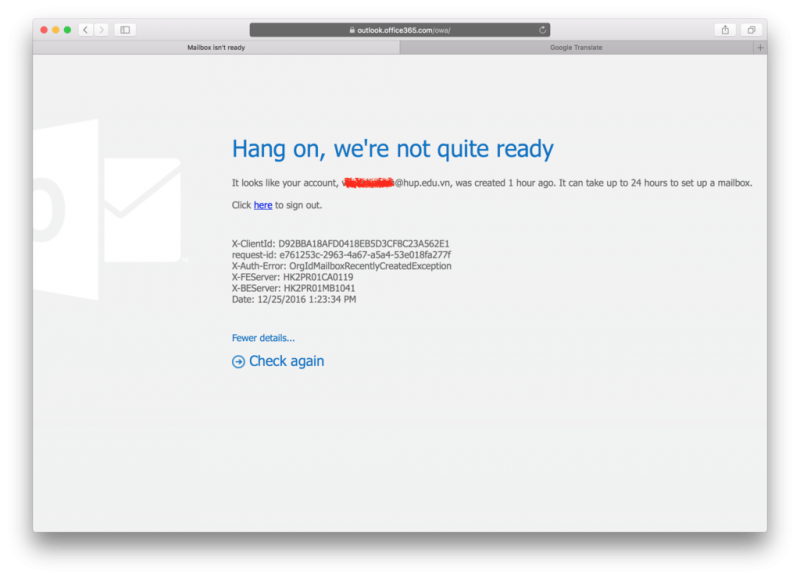 outlook.office365.com/owa/
Mailbox isn't ready
Google Translate
Hang on, we're not quite ready
It looks like your account, @hup.edu.vn, was created 1 hour ago. It can take up to 24 hours to set up a mailbox.
Click here to sign out.
X-ClientId: D92BBA18AFD0418EB5D3CF8C23A562E1
request-id: e761253c-2963-4a67-a5a4-53e018fa277f
X-Auth-Error: OrgIdMailboxRecentlyCreatedException
X-FEServer: HK2PR01CA0119
X-BEServer: HK2PR01MB1041
Date: 12/25/2016 1:23:34 PM
Fewer details...
Check again